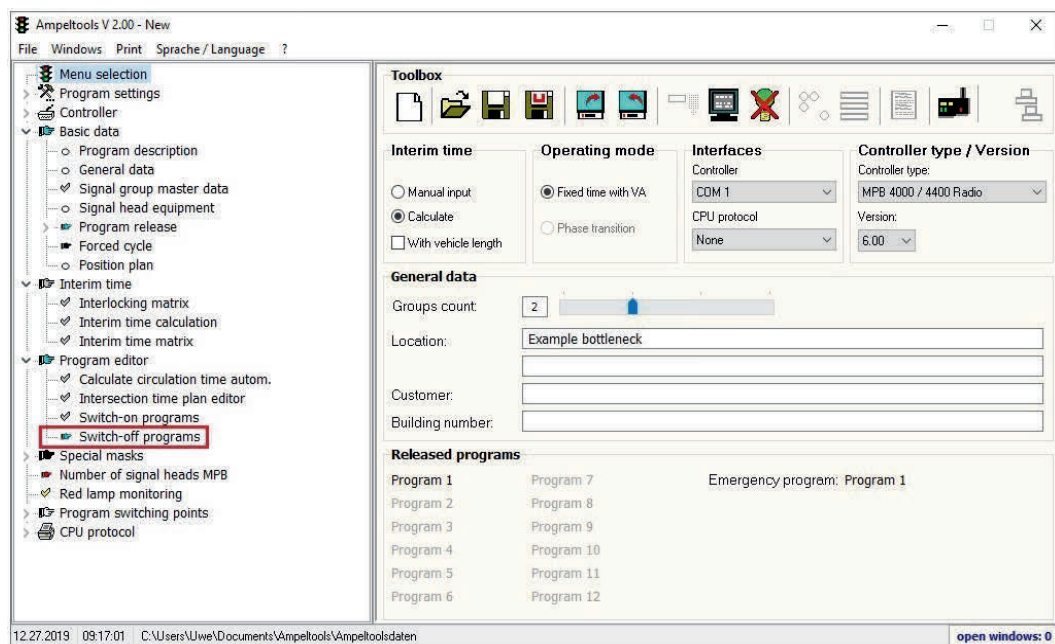 Ampeltools V 2.00 - New
File Windows Print Sprache / Language ?
Menu selection
Program settings
Controller
Basic data
Program description
General data
Signal group master data
Signal head equipment
Program release
Forced cycle
Position plan
Interim time
Interlocking matrix
Interim time calculation
Interim time matrix
Program editor
Calculate circulation time autom.
Intersection time plan editor
Switch-on programs
Switch-off programs
Special masks
Number of signal heads MPB
Red lamp monitoring
Program switching points
CPU protocol
Toolbox
Interim time
Manual input
Calculate
With vehicle length
Operating mode
Fixed time with VA
Phase transition
Interfaces
Controller
COM 1
CPU protocol
None
Controller type / Version
Controller type:
MPB 4000 / 4400 Radio
Version:
6.00
General data
Groups count: 2
Location: Example bottleneck
Customer:
Building number:
Released programs
Program 1 Program 7 Emergency program: Program 1
Program 2 Program 8
Program 3 Program 9
Program 4 Program 10
Program 5 Program 11
Program 6 Program 12
12.27.2019 09:17:01 C:\Users\Uwe\Documents\Ampeltools\Ampeltoolsdaten open windows: 0